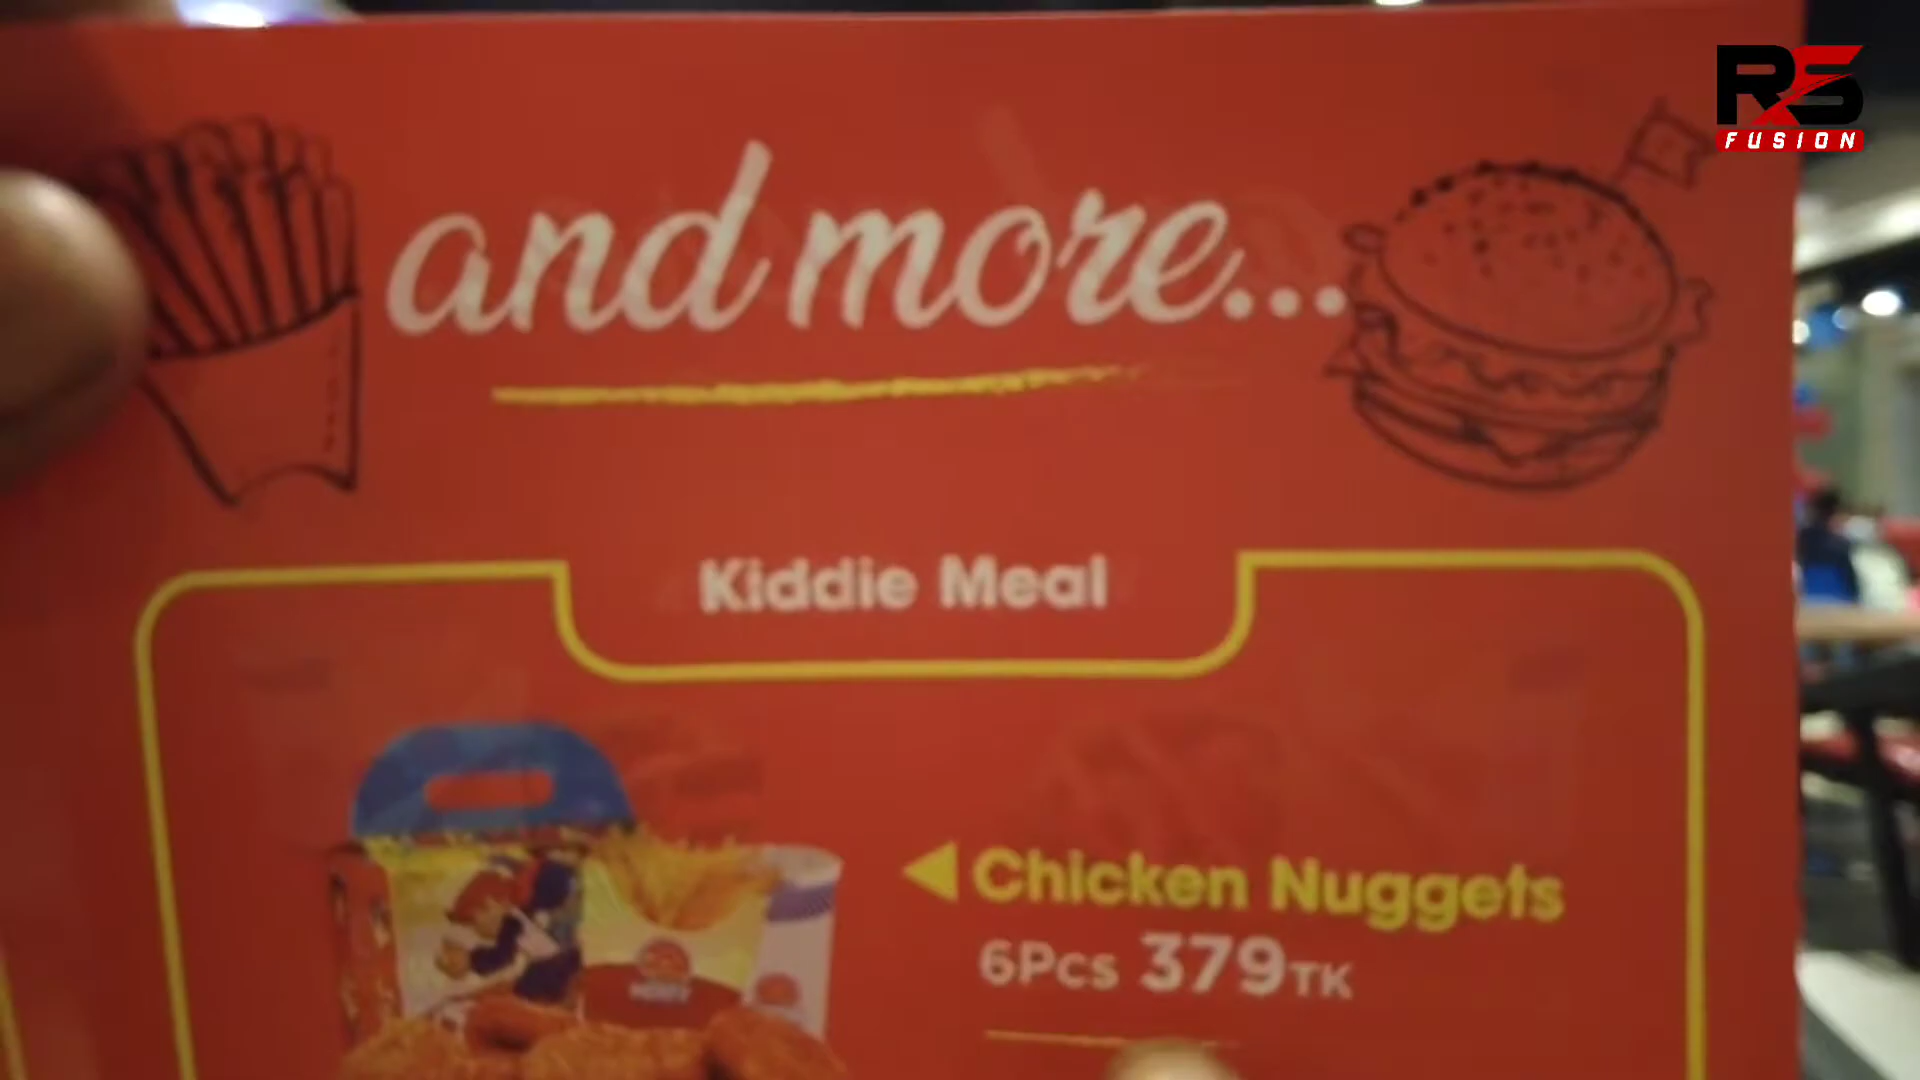 RS
FUSION
and more...
Kiddie Meal
Chicken Nuggets
6Pcs 379TK